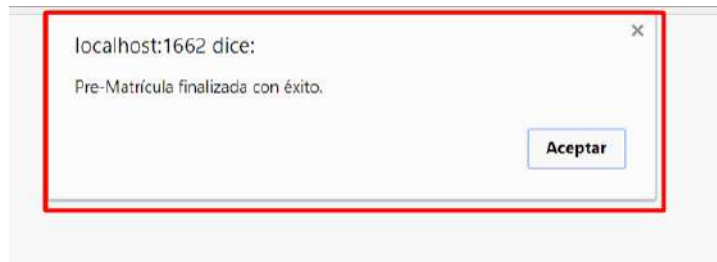 localhost:1662 dice:
Pre-Matrícula finalizada con éxito.
Aceptar